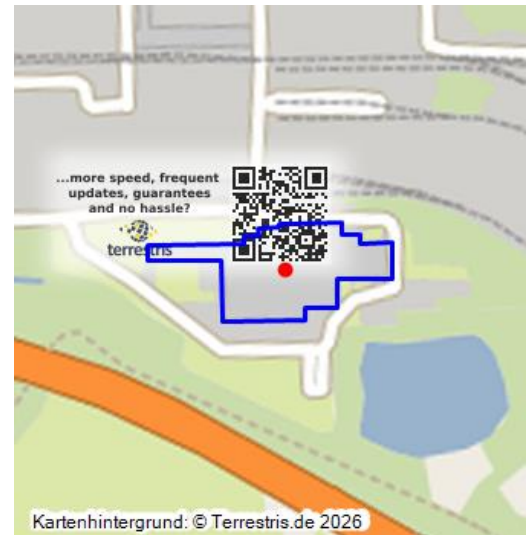 ...more speed, frequent
updates, guarantees
and no hassle?
terrestris
Kartenhintergrund: © Terrestris.de 2026